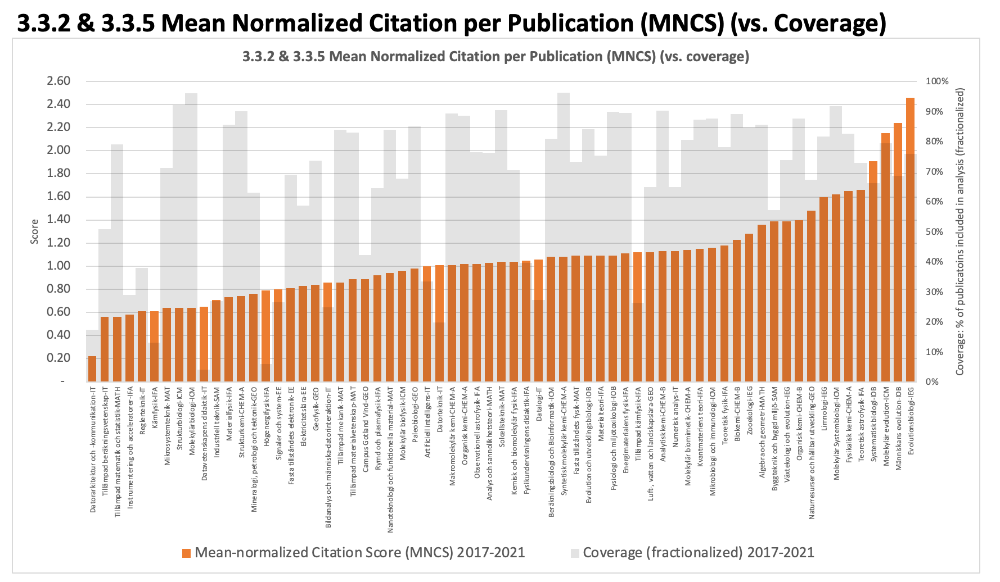 3.3.2 & 3.3.5 Mean Normalized Citation per Publication (MNCS) (vs. Coverage)
3.3.2 & 3.3.5 Mean Normalized Citation per Publication (MNCS) (vs. coverage)
2.60
2.40
2.20
2.00
1.80
1.60
1.40
1.20
1.00
0.80
0.60
0.40
0.20
-
Score
100%
90%
80%
70%
60%
50%
40%
30%
20%
10%
0%
Coverage: % of publicatoins included in analysis (fractionalized)
Datorarkitektur och -kommunikation-IT
Tillämpad beräkningsvetenskap-IT
Tillämpad matematik och statistik-MATH
Instrumentering och acceleratorer-IFA
Reglerteknik-IT
Kämfysik-IFA
Mikrosystemteknik-MAT
Strukturbiologi-ICM
Molekylärbiologi-ICM
Datavetenskapens didaktik-IT
Industriell teknik-SAM
Materialfysik-IFA
Strukturkemi-CHEM-A
Mineralogi, petrologi och tektonik-GEO
Högenergifysik-IFA
Signaler och system-EE
Fasta tillståndets elektronik-EE
Elektricitetslära-EE
Geofysik-GEO
Bildanalys och människa-datorinteraktion-IT
Tillämpad mekanik-MAT
Tillämpad materialvetenskap-MAT
Campus Gotland Vind-GEO
Rymd och plasmafysik-IFA
Nanoteknologi och funktionella material-MAT
Molekylär biofysik-ICM
Paleobiologi-GEO
Artificiell intelligens-IT
Datorteknik-IT
Makromolekylär kemi-CHEM-A
Oorganisk kemi-CHEM-A
Observationell astrofysik-IFA
Analys och sannolikhetsteori-MATH
Solcellsteknik-MAT
Kemisk och biomolekylär fysik-IFA
Fysikundervisningens didaktik-IFA
Datalogi-IT
Beräkningsbiologi och Bioinformatik-ICM
Syntetisk molekylär kemi-CHEM-A
Fasta tillståndets fysik-MAT
Evolution och utvecklingsbiologi-IOB
Materialteori-IFA
Fysiologi och miljötoxikologi-IOB
Energimaterialens fysik-IFA
Tillämpad kämfysik-IFA
Luft-, vatten och landskapslära-GEO
Analytisk kemi-CHEM-B
Numerisk analys-IT
Molekylär biomimetik-CHEM-A
Kvantmateriens teori-IFA
Mikrobiologi och immunologi-ICM
Teoretisk fysik-IFA
Biokemi-CHEM-B
Zooekologi-IEG
Algebra och geometri-MATH
Byggteknik och byggd miljö-SAM
Växtekologi och evolution-IEG
Organisk kemi-CHEM-B
Naturresurser och hållbar utveckling-GEO
Limnologi-IEG
Molekylär Systembiologi-ICM
Fysikalisk kemi-CHEM-A
Teoretisk astrofysik-IFA
Systematisk biologi-IOB
Molekylär evolution-ICM
Människans evolution-IOB
Evolutionsbiologi-IEG
Mean-normalized Citation Score (MNCS) 2017-2021
Coverage (fractionalized) 2017-2021